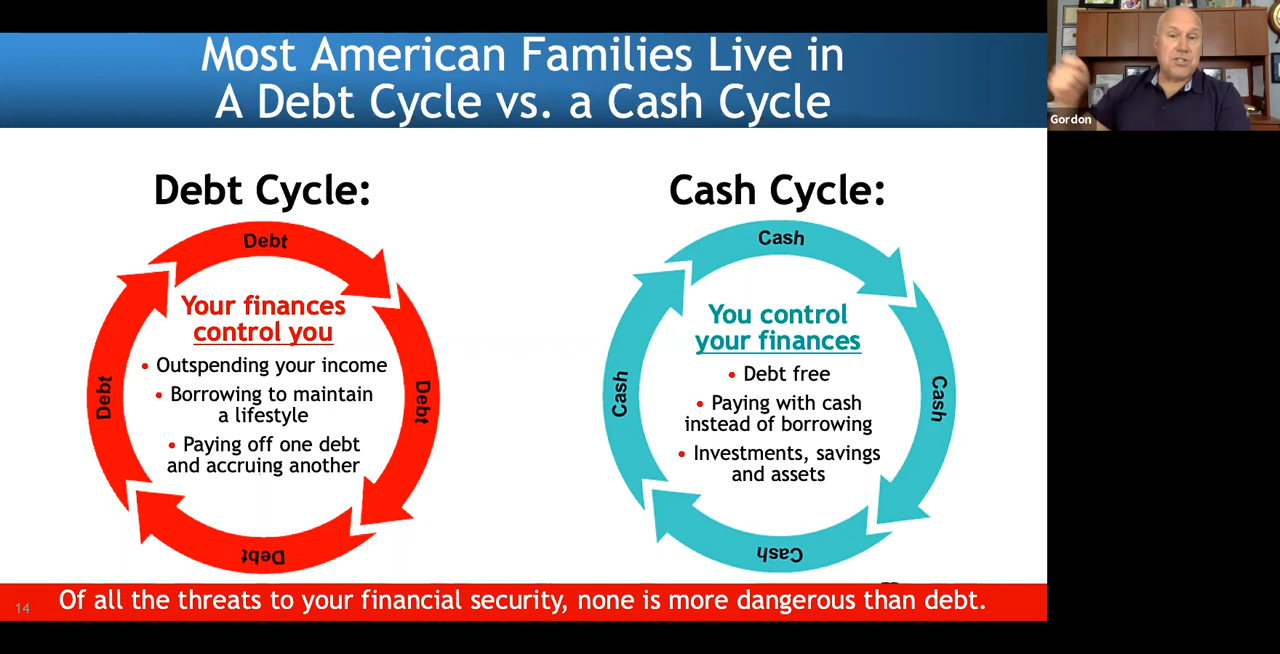 Most American Families Live in
A Debt Cycle vs. a Cash Cycle
Gordon
Debt Cycle:
Debt
Debt
Debt
Debt
Your finances
control you
• Outspending your income
• Borrowing to maintain
a lifestyle
• Paying off one debt
and accruing another
Cash Cycle:
Cash
Cash
Cash
Cash
You control
your finances
• Debt free
• Paying with cash
instead of borrowing
• Investments, savings
and assets
14
Of all the threats to your financial security, none is more dangerous than debt.